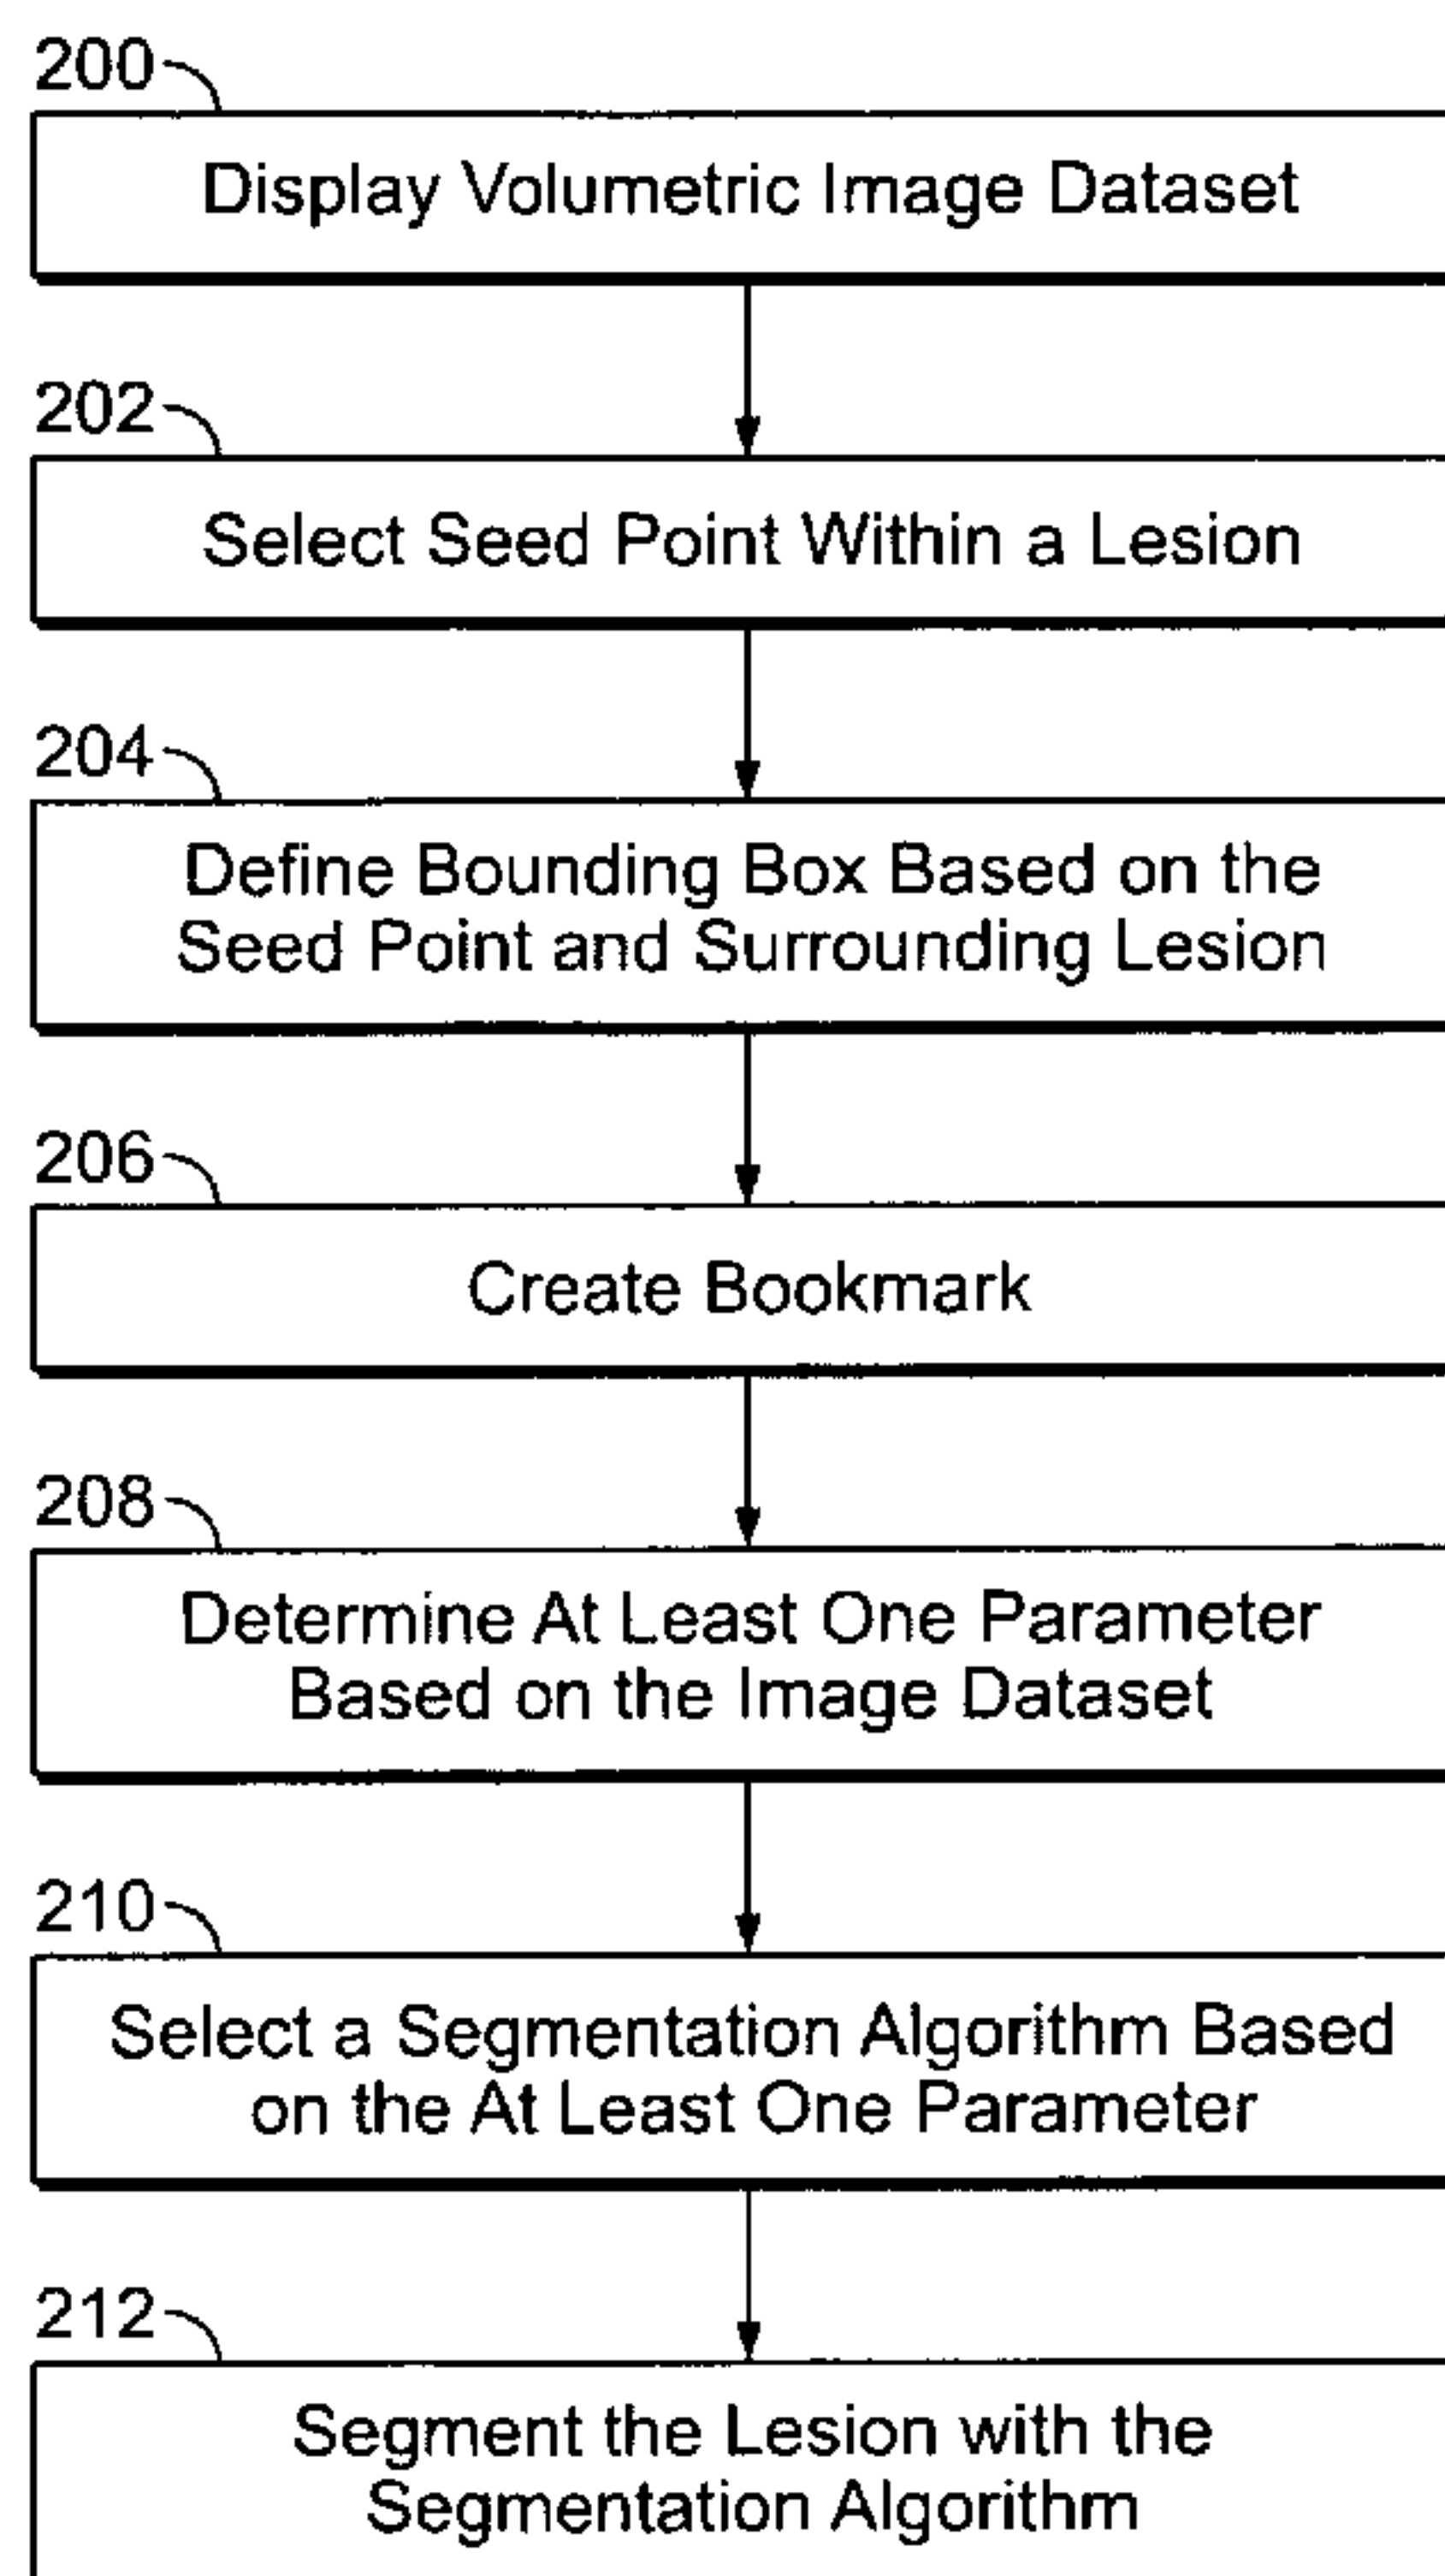 200
Display Volumetric Image Dataset
202
Select Seed Point Within a Lesion
204
Define Bounding Box Based on the
Seed Point and Surrounding Lesion
206
Create Bookmark
208
Determine At Least One Parameter
Based on the Image Dataset
210
Select a Segmentation Algorithm Based
on the At Least One Parameter
212
Segment the Lesion with the
Segmentation Algorithm